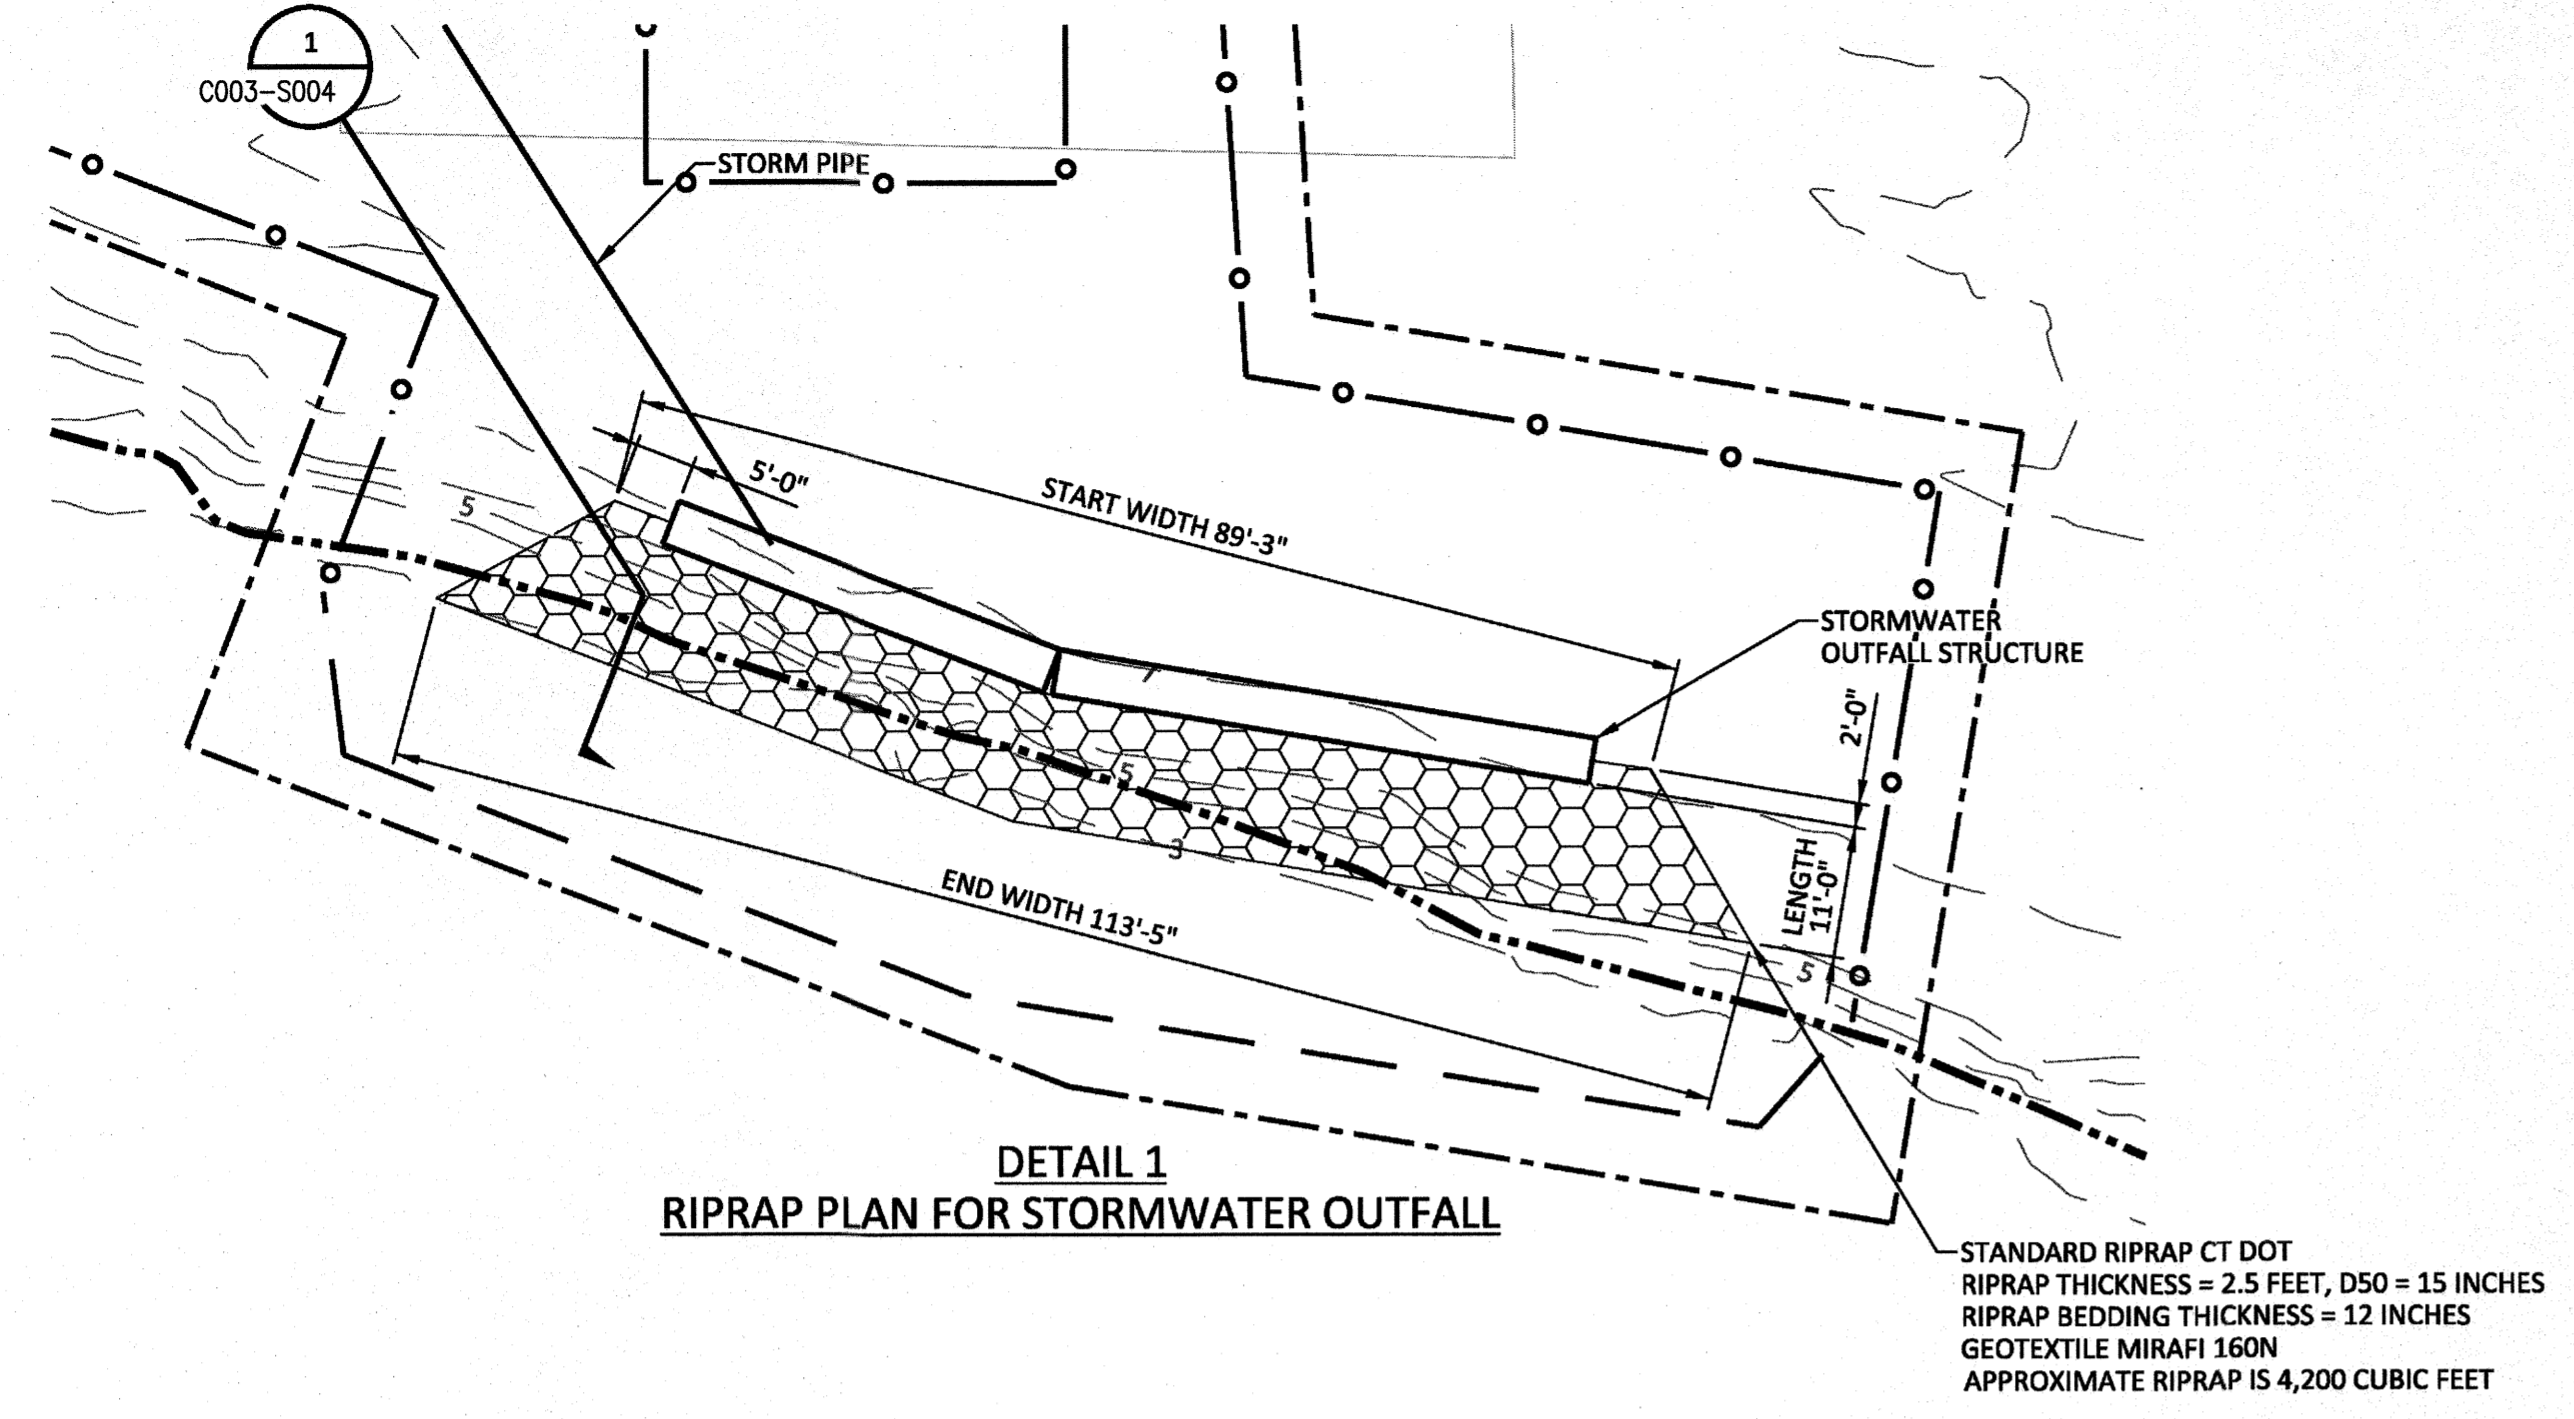 1
C003-S004
STORM PIPE
5'-0"
START WIDTH 89'-3"
5
STORMWATER
OUTFALL STRUCTURE
7
2'-0"
5
3
LENGTH
11'-0"
END WIDTH 113'-5"
5
DETAIL 1
RIPRAP PLAN FOR STORMWATER OUTFALL
STANDARD RIPRAP CT DOT
RIPRAP THICKNESS = 2.5 FEET, D50 = 15 INCHES
RIPRAP BEDDING THICKNESS = 12 INCHES
GEOTEXTILE MIRAFI 160N
APPROXIMATE RIPRAP IS 4,200 CUBIC FEET